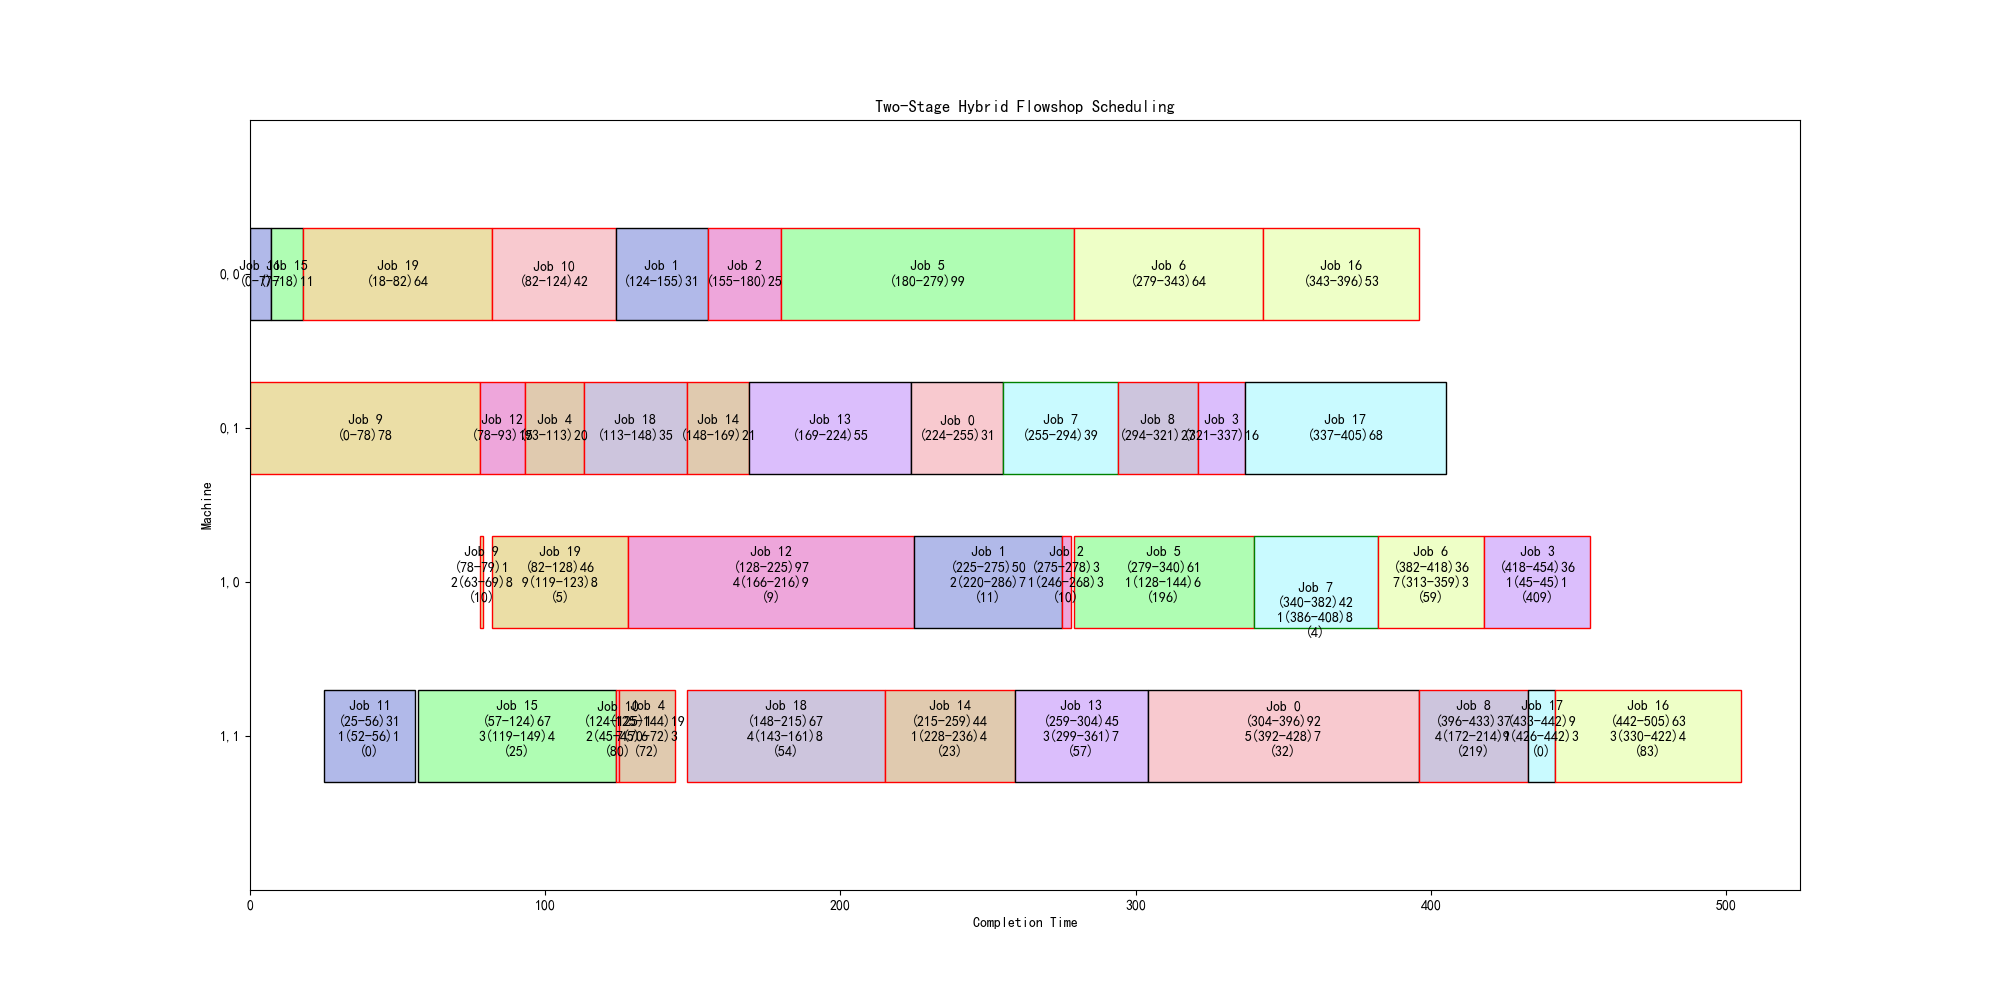 Two-Stage Hybrid Flowshop Scheduling
Machine
0,0
Job 11
Job 15
(7-18)11
Job 19
(18-82)64
Job 10
(82-124)42
Job 1
(124-155)31
Job 2
(155-180)25
Job 5
(180-279)99
Job 6
(279-343)64
Job 16
(343-396)53
0,1
Job 9
(0-78)78
Job 12
(78-93)15
Job 4
(93-113)20
Job 18
(113-148)35
Job 14
(148-169)21
Job 13
(169-224)55
Job 0
(224-255)31
Job 7
(255-294)39
Job 8
(294-321)27
Job 3
(321-337)16
Job 17
(337-405)68
1,0
Job 9
(78-79)1
2(63-69)8
(10)
Job 19
(82-128)46
9(119-123)8
(5)
Job 12
(128-225)97
4(166-216)9
(9)
Job 1
(225-275)50
2(220-286)7
(11)
Job 2
(275-278)3
1(246-268)3
(10)
Job 5
(279-340)61
1(128-144)6
(196)
Job 7
(340-382)42
1(386-408)8
(4)
Job 6
(382-418)36
7(313-359)3
(59)
Job 3
(418-454)36
1(45-45)1
(409)
1,1
Job 11
(25-56)31
1(52-56)1
(0)
Job 15
(57-124)67
3(119-149)4
(25)
Job 10
(124-125)1
(80)
Job 4
(125-144)19
(72)
Job 18
(148-215)67
4(143-161)8
(54)
Job 14
(215-259)44
1(228-236)4
(23)
Job 13
(259-304)45
3(299-361)7
(57)
Job 0
(304-396)92
5(392-428)7
(32)
Job 8
(396-433)37
4(172-214)9
(219)
Job 17
(433-442)9
1(426-442)3
(0)
Job 16
(442-505)63
3(330-422)4
(83)
0
100
200
300
400
500
Completion Time